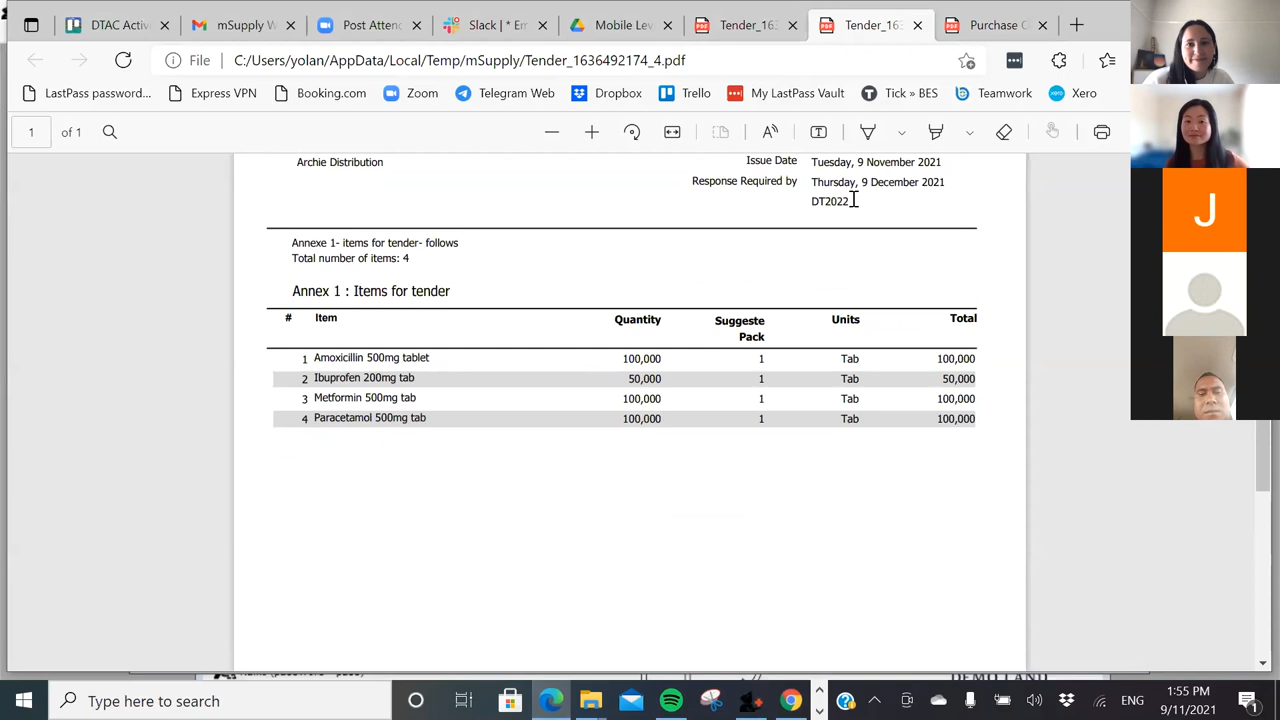 DTAC Activ
mSupply W
Post Attenc
Slack | * Em
Mobile Lev
Tender_163
Tender_163
Purchase O
File
C:/Users/yolan/AppData/Local/Temp/mSupply/Tender_1636492174_4.pdf
LastPass password...
Express VPN
Booking.com
Zoom
Telegram Web
Dropbox
Trello
My LastPass Vault
Tick » BES
Teamwork
Xero
1 of 1
Archie Distribution
Issue Date Tuesday, 9 November 2021
Response Required by Thursday, 9 December 2021
DT2022
Annexe 1- items for tender- follows
Total number of items: 4
Annex 1 : Items for tender
# Item Quantity Suggeste Pack Units Total
1 Amoxicillin 500mg tablet 100,000 1 Tab 100,000
2 Ibuprofen 200mg tab 50,000 1 Tab 50,000
3 Metformin 500mg tab 100,000 1 Tab 100,000
4 Paracetamol 500mg tab 100,000 1 Tab 100,000
J
Type here to search
ENG
1:55 PM
9/11/2021